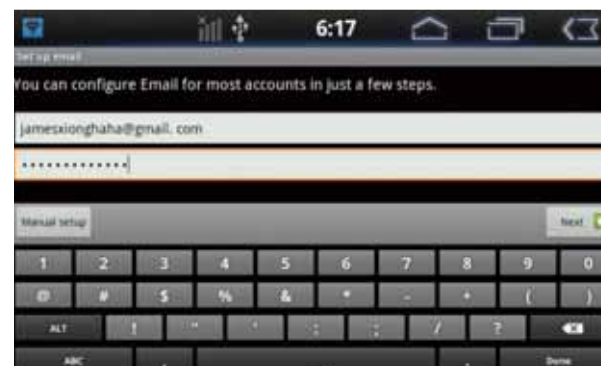 6:17
Set up email
You can configure Email for most accounts in just a few steps.
jamesxionghaha@gmail. com
•••••••••••••
Manual setup Next
1 2 3 4 5 6 7 8 9 0
@ # $ % & * - + ( )
ALT ! " ' : ; / ?
ABC Done